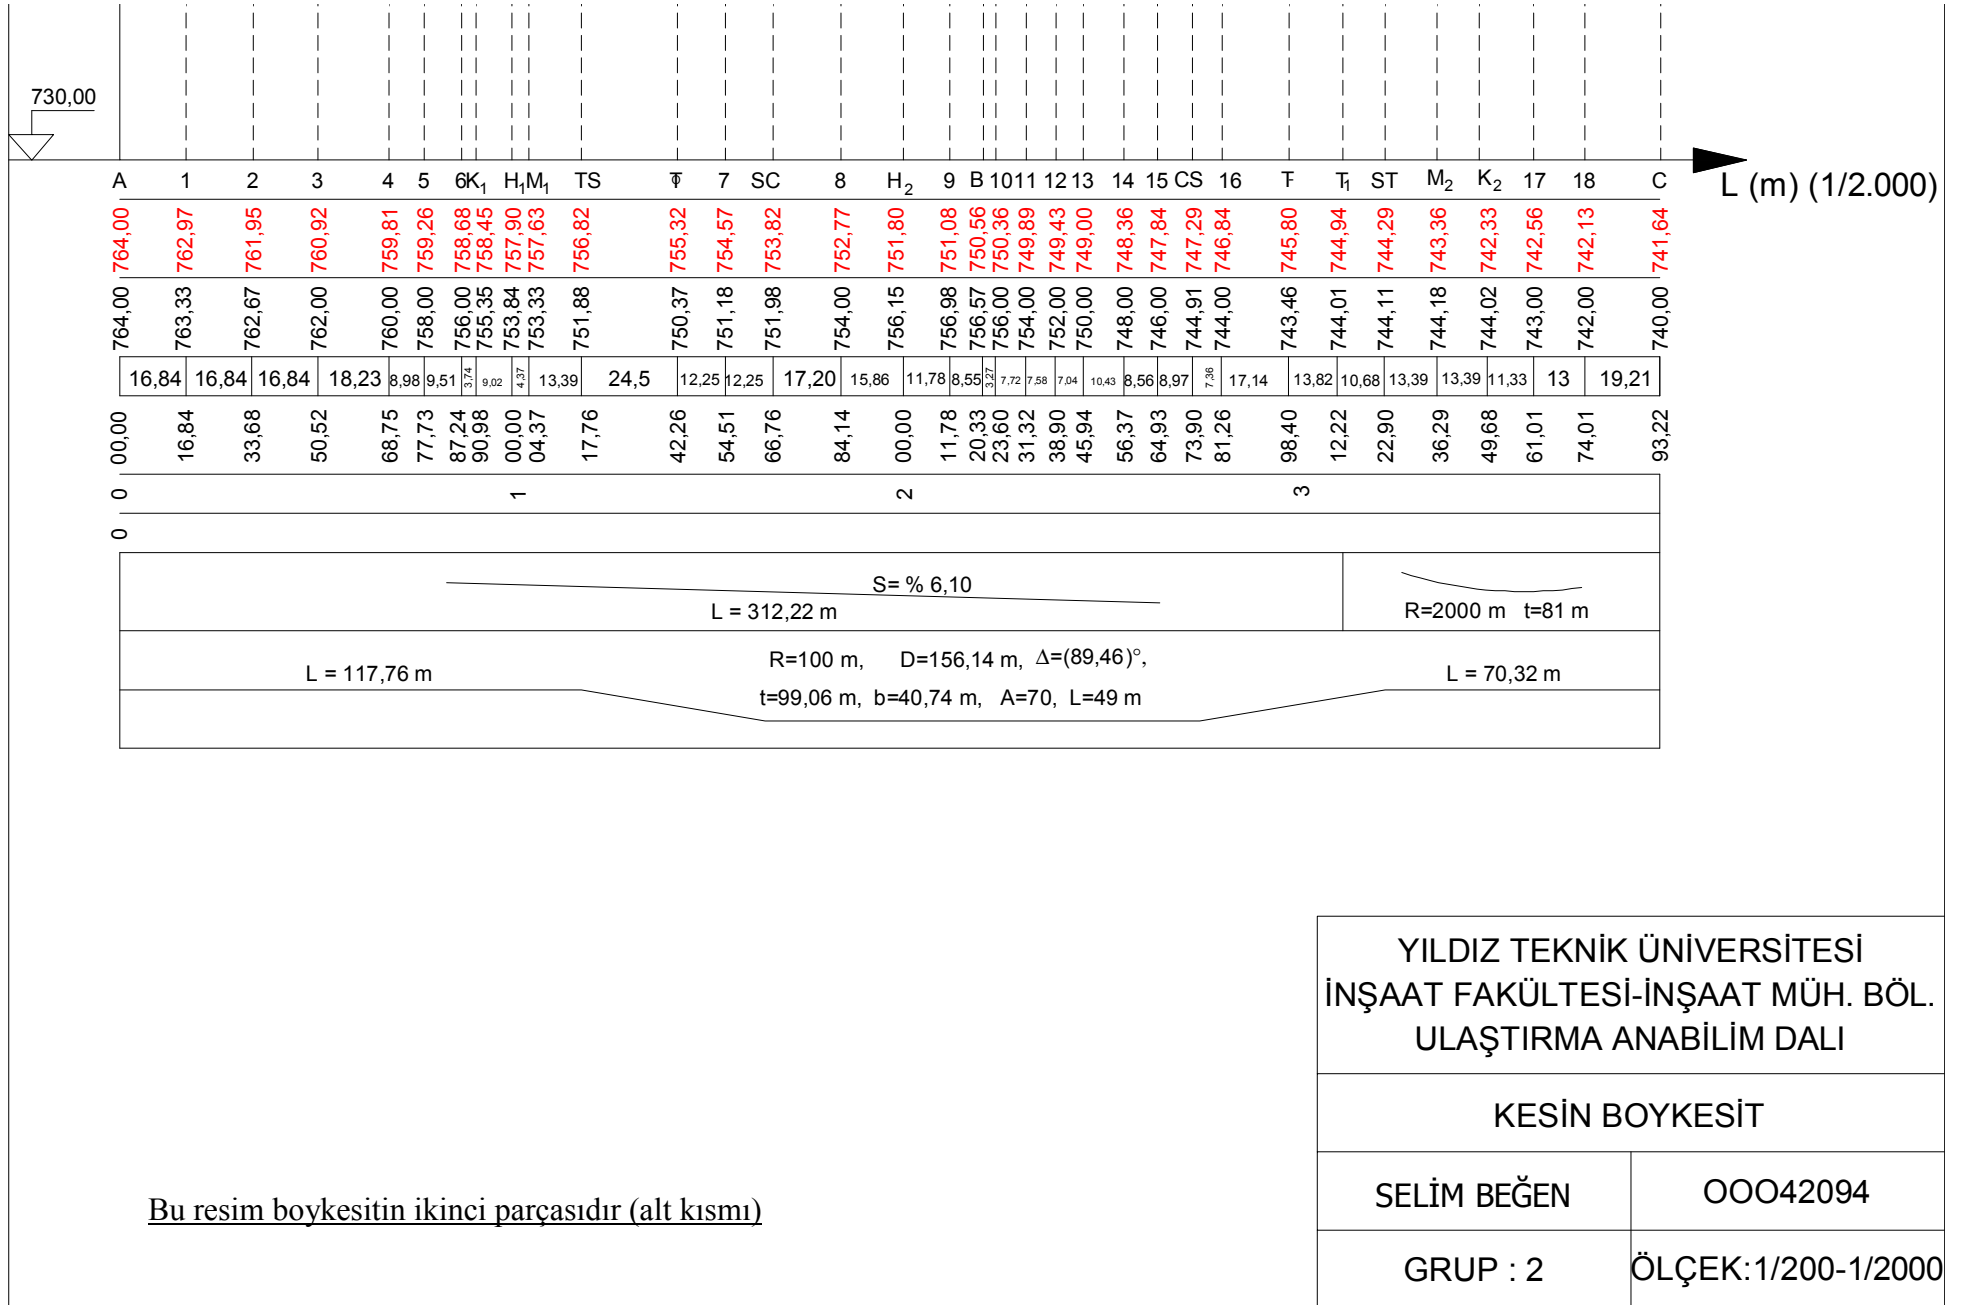 730,00
A 1 2 3 4 5 6 K1 H1 M1 TS 7 SC 8 H2 9 B 10 11 12 13 14 15 CS 16 T1 ST M2 K2 17 18 C
L (m) (1/2.000)
764,00 762,97 761,95 760,92 759,81 759,26 758,68 758,45 757,90 757,63 756,82 755,32 754,57 753,82 752,77 751,80 751,08 750,56 750,36 749,89 749,43 749,00 748,36 747,84 747,29 746,84 745,80 744,94 744,29 743,36 742,33 742,56 742,13 741,64
764,00 763,33 762,67 762,00 760,00 758,00 756,00 755,35 753,84 753,33 751,88 750,37 751,18 751,98 754,00 756,15 756,98 756,57 756,00 754,00 752,00 750,00 748,00 746,00 744,91 744,00 743,46 744,01 744,11 744,18 744,02 743,00 742,00 740,00
16,84 16,84 16,84 18,23 8,98 9,51 3,74 9,02 4,37 13,39 24,5 12,25 12,25 17,20 15,86 11,78 8,55 3,27 7,72 7,58 7,04 10,43 8,56 8,97 7,36 17,14 13,82 10,68 13,39 13,39 11,33 13 19,21
00,00 16,84 33,68 50,52 68,75 77,73 87,24 90,98 00,00 04,37 17,76 42,26 54,51 66,76 84,14 00,00 11,78 20,33 23,60 31,32 38,90 45,94 56,37 64,93 73,90 81,26 98,40 12,22 22,90 36,29 49,68 61,01 74,01 93,22
0 1 2 3
0
S= % 6,10
L = 312,22 m
R=2000 m t=81 m
R=100 m, D=156,14 m, Δ=(89,46)°,
L = 117,76 m
L = 70,32 m
t=99,06 m, b=40,74 m, A=70, L=49 m
YILDIZ TEKNİK ÜNİVERSİTESİ
İNŞAAT FAKÜLTESİ-İNŞAAT MÜH. BÖL.
ULAŞTIRMA ANABİLİM DALI
KESİN BOYKESİT
SELİM BEĞEN
OOO42094
GRUP : 2
ÖLÇEK:1/200-1/2000
Bu resim boykesitin ikinci parçasıdır (alt kısmı)